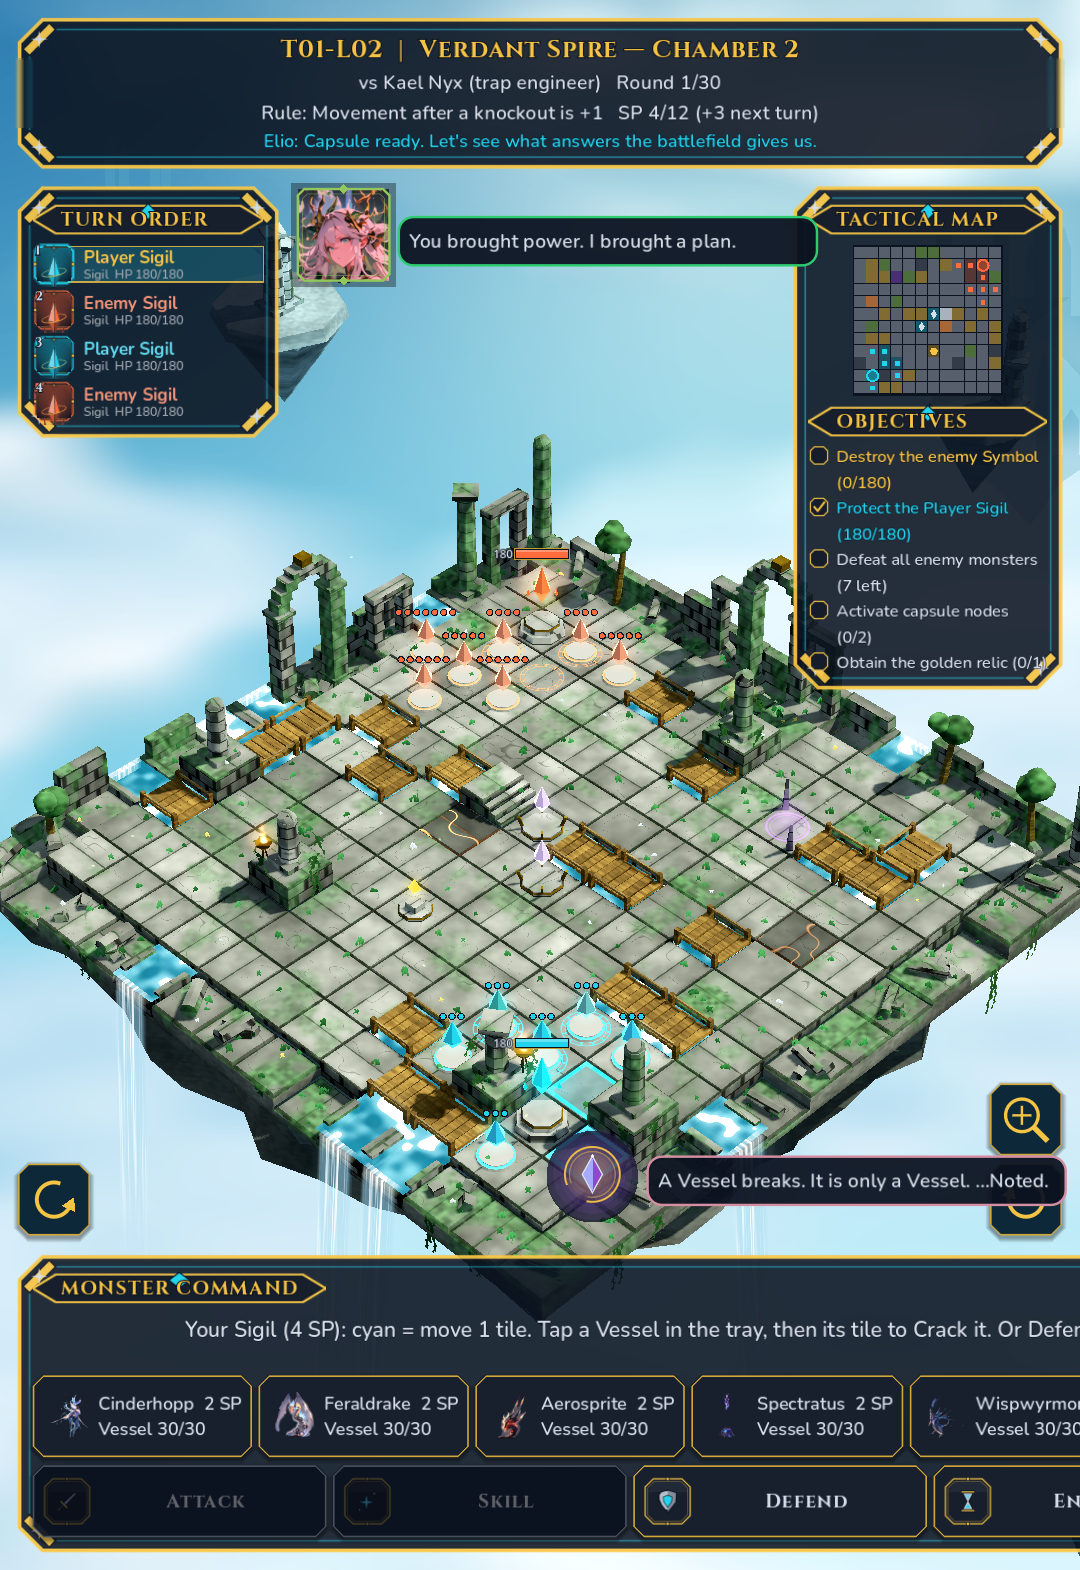 T01-L02 | Verdant Spire — Chamber 2
vs Kael Nyx (trap engineer) Round 1/30
Rule: Movement after a knockout is +1 SP 4/12 (+3 next turn)
Elio: Capsule ready. Let's see what answers the battlefield gives us.
Turn Order
1
Player Sigil
Sigil HP 180/180
2
Enemy Sigil
Sigil HP 180/180
3
Player Sigil
Sigil HP 180/180
4
Enemy Sigil
Sigil HP 180/180
You brought power. I brought a plan.
Tactical Map
Objectives
Destroy the enemy Symbol
(0/180)
Protect the Player Sigil
(180/180)
Defeat all enemy monsters
(7 left)
Activate capsule nodes
(0/2)
Obtain the golden relic (0/1)
180
180
A Vessel breaks. It is only a Vessel. ...Noted.
Monster Command
Your Sigil (4 SP): cyan = move 1 tile. Tap a Vessel in the tray, then its tile to Crack it. Or Defen
Cinderhopp 2 SP
Vessel 30/30
Feraldrake 2 SP
Vessel 30/30
Aerosprite 2 SP
Vessel 30/30
Spectratus 2 SP
Vessel 30/30
Wispwyrmo
Vessel 30/30
Attack
Skill
Defend
En